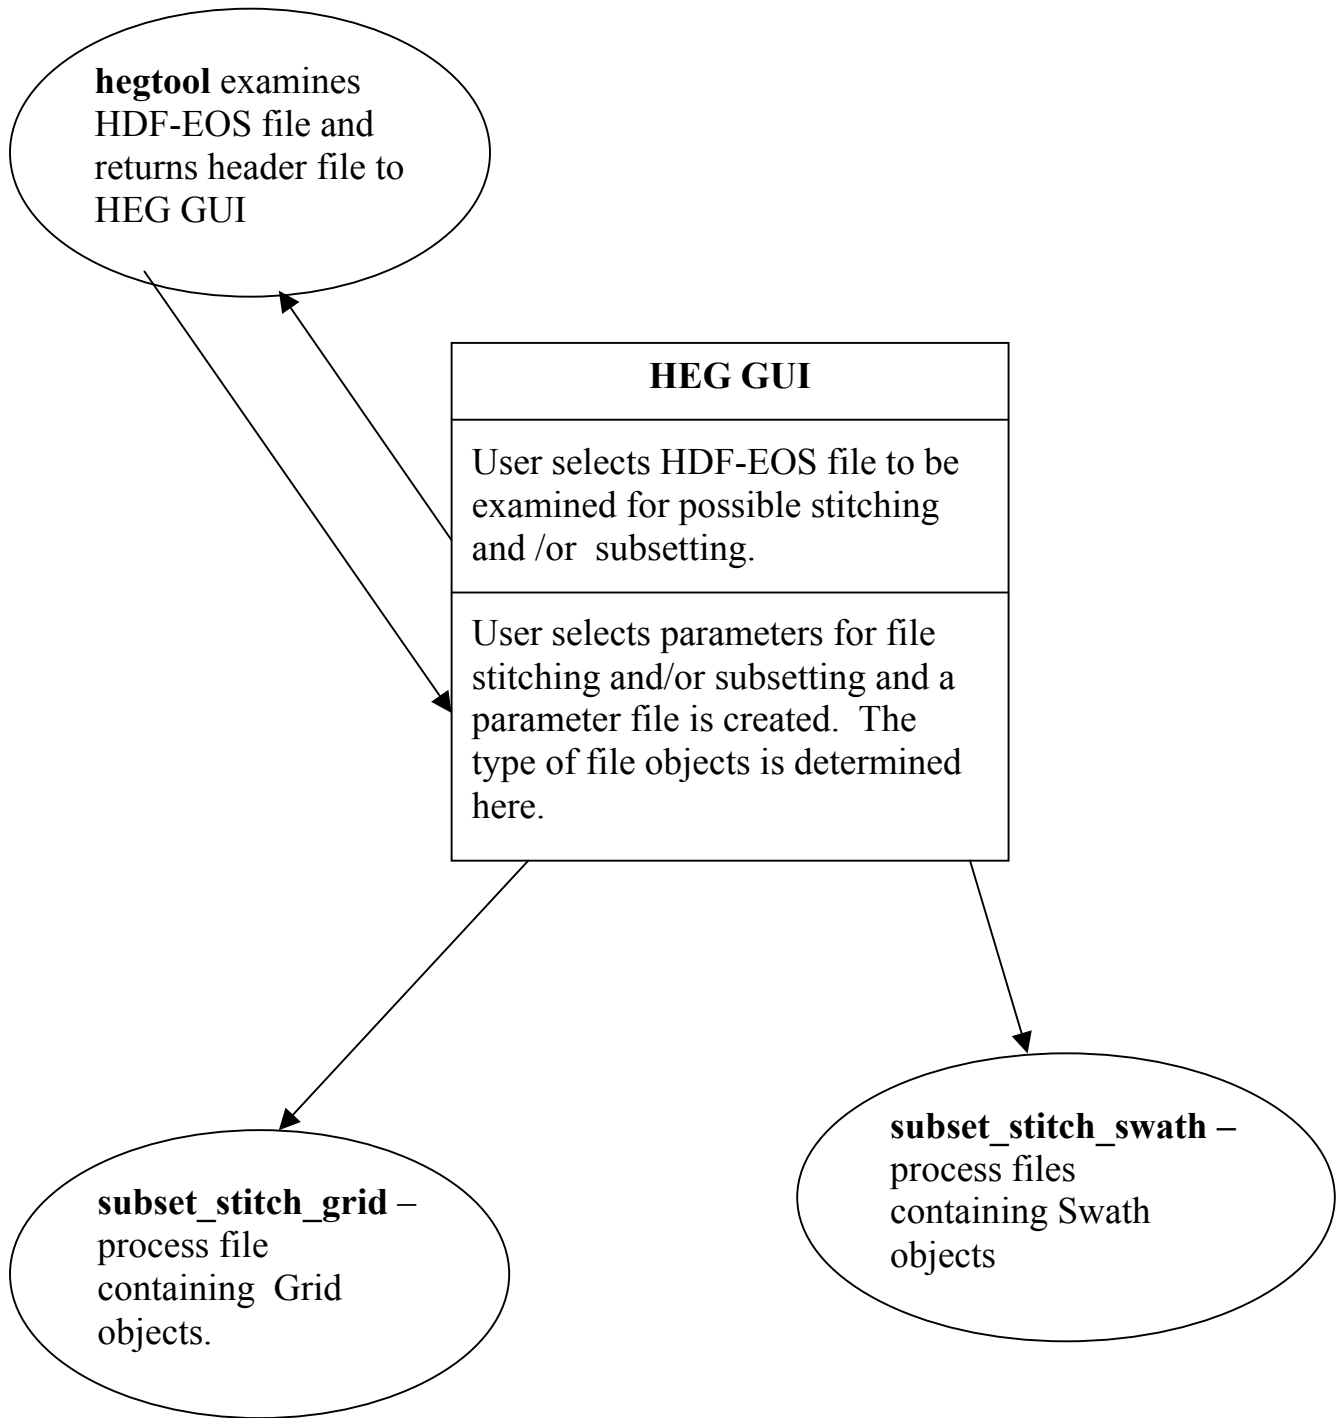 hegtool examines
HDF-EOS file and
returns header file to
HEG GUI
HEG GUI
User selects HDF-EOS file to be
examined for possible stitching
and /or  subsetting.
User selects parameters for file
stitching and/or subsetting and a
parameter file is created.  The
type of file objects is determined
here.
subset_stitch_swath –
process files
containing Swath
objects
subset_stitch_grid –
process file
containing  Grid
objects.